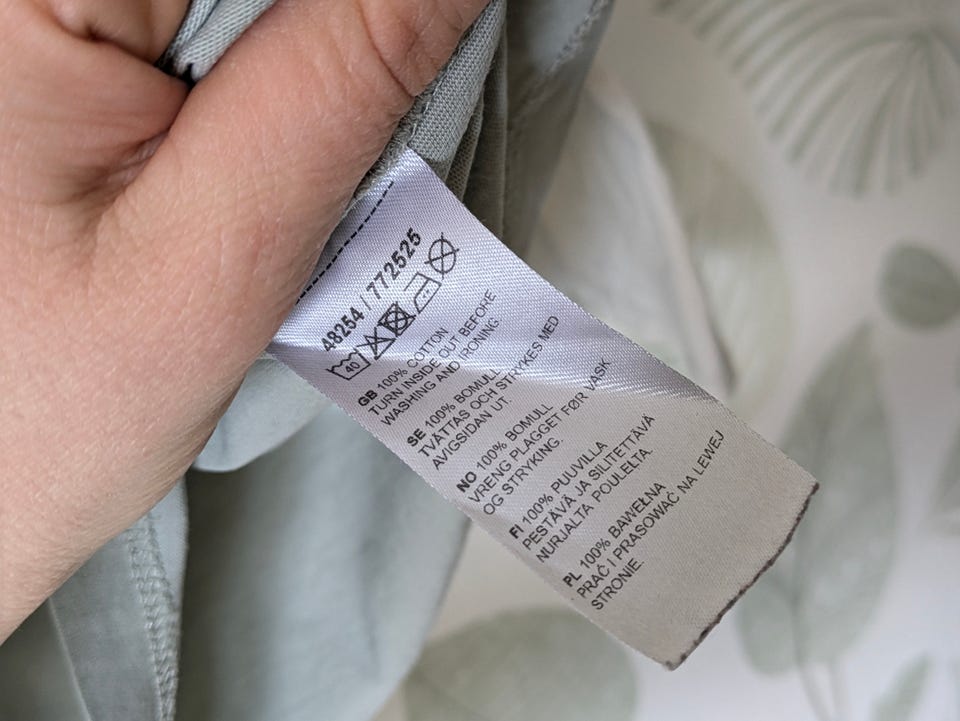 48254 / 772525
40
GB 100% COTTON
TURN INSIDE OUT BEFORE
WASHING AND IRONING
SE 100% BOMULL
TVÄTTAS OCH STRYKES MED
AVIGSIDAN UT.
NO 100% BOMULL
VRENG PLAGGET FØR VASK
OG STRYKING.
FI 100% PUUVILLA
PESTÄVÄ JA SILITETTÄVÄ
NURJALTA POULELTA.
PL 100% BAWEŁNA
PRAĆ I PRASOWAĆ NA LEWEJ
STRONIE.